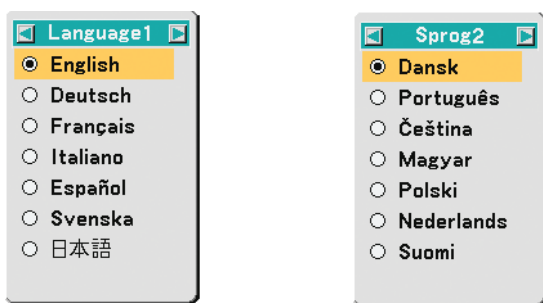 Language1
English
Deutsch
Français
Italiano
Español
Svenska
日本語
Sprog2
Dansk
Português
Čeština
Magyar
Polski
Nederlands
Suomi